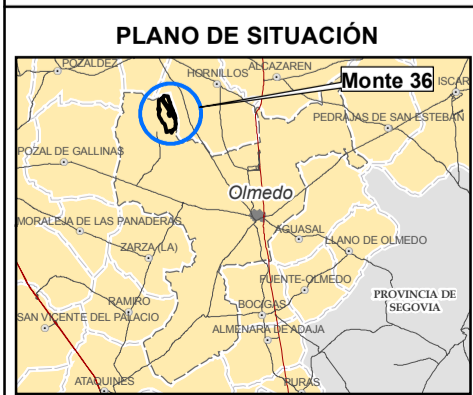 PLANO DE SITUACIÓN
POZALDEZ
HORNILLOS
ALCAZAREN
Monte 36
ISCAR
PEDRAJAS DE SAN ESTEBAN
POZAL DE GALLINAS
Olmedo
MORALEJA DE LAS PANADERAS
AGUASAL
ZARZA (LA)
LLANO DE OLMEDO
FUENTE-OLMEDO
PROVINCIA DE
SEGOVIA
RAMIRO
BOCIGAS
SAN VICENTE DEL PALACIO
ALMENARA DE ADAJA
ATAQUINES
PURAS